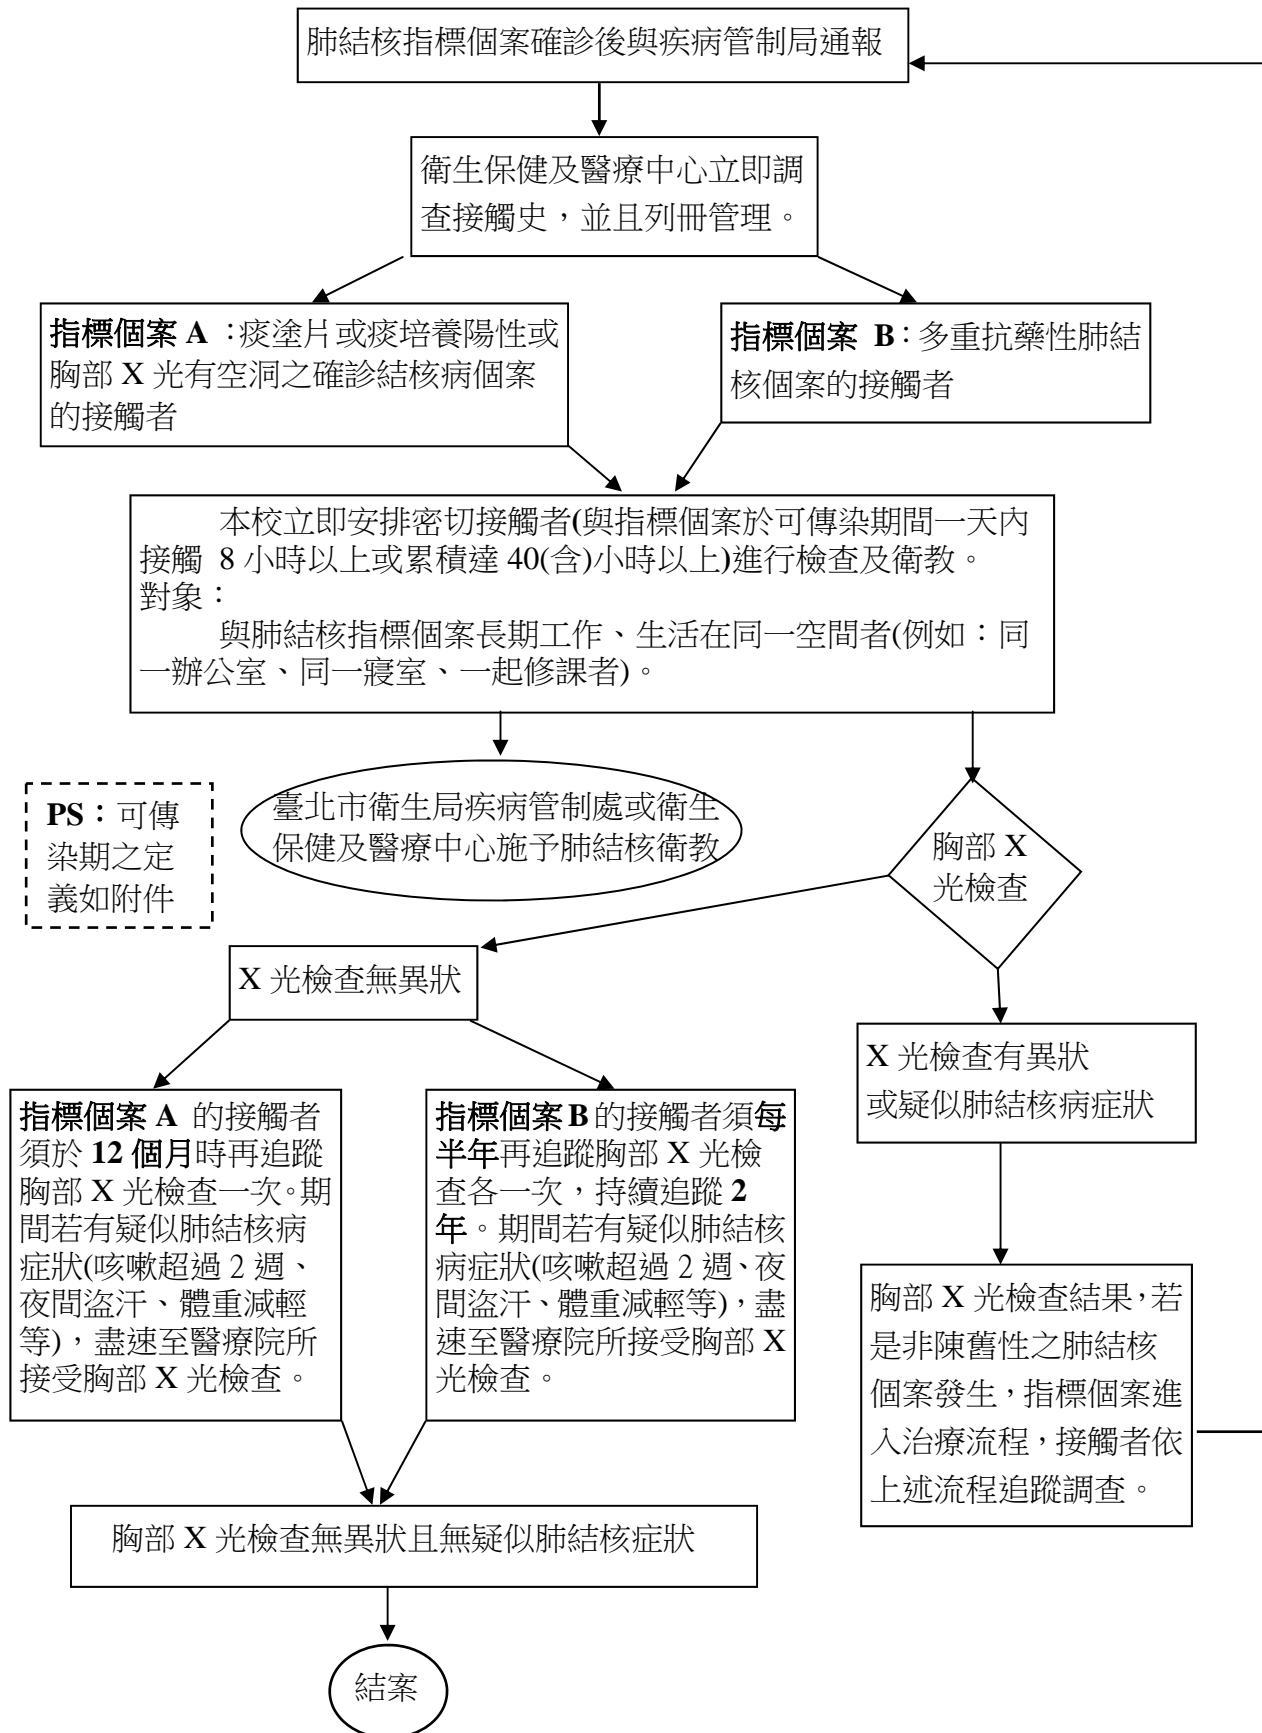 肺結核指標個案確診後與疾病管制局通報
衛生保健及醫療中心立即調
查接觸史，並且列冊管理。
指標個案 A ：痰塗片或痰培養陽性或
胸部 X 光有空洞之確診結核病個案
的接觸者
指標個案 B：多重抗藥性肺結
核個案的接觸者
本校立即安排密切接觸者(與指標個案於可傳染期間一天內
接觸 8 小時以上或累積達 40(含)小時以上)進行檢查及衛教。
對象：
與肺結核指標個案長期工作、生活在同一空間者(例如：同
一辦公室、同一寢室、一起修課者)。
PS：可傳
染期之定
義如附件
臺北市衛生局疾病管制處或衛生
保健及醫療中心施予肺結核衛教
胸部 X
光檢查
X 光檢查無異狀
X 光檢查有異狀
或疑似肺結核病症狀
指標個案 A 的接觸者
須於 12 個月時再追蹤
胸部 X 光檢查一次。期
間若有疑似肺結核病
症狀(咳嗽超過 2 週、
夜間盜汗、體重減輕
等)，盡速至醫療院所
接受胸部 X 光檢查。
指標個案 B 的接觸者須每
半年再追蹤胸部 X 光檢
查各一次，持續追蹤 2
年。期間若有疑似肺結核
病症狀(咳嗽超過 2 週、夜
間盜汗、體重減輕等)，盡
速至醫療院所接受胸部 X
光檢查。
胸部 X 光檢查結果，若
是非陳舊性之肺結核
個案發生，指標個案進
入治療流程，接觸者依
上述流程追蹤調查。
胸部 X 光檢查無異狀且無疑似肺結核症狀
結案